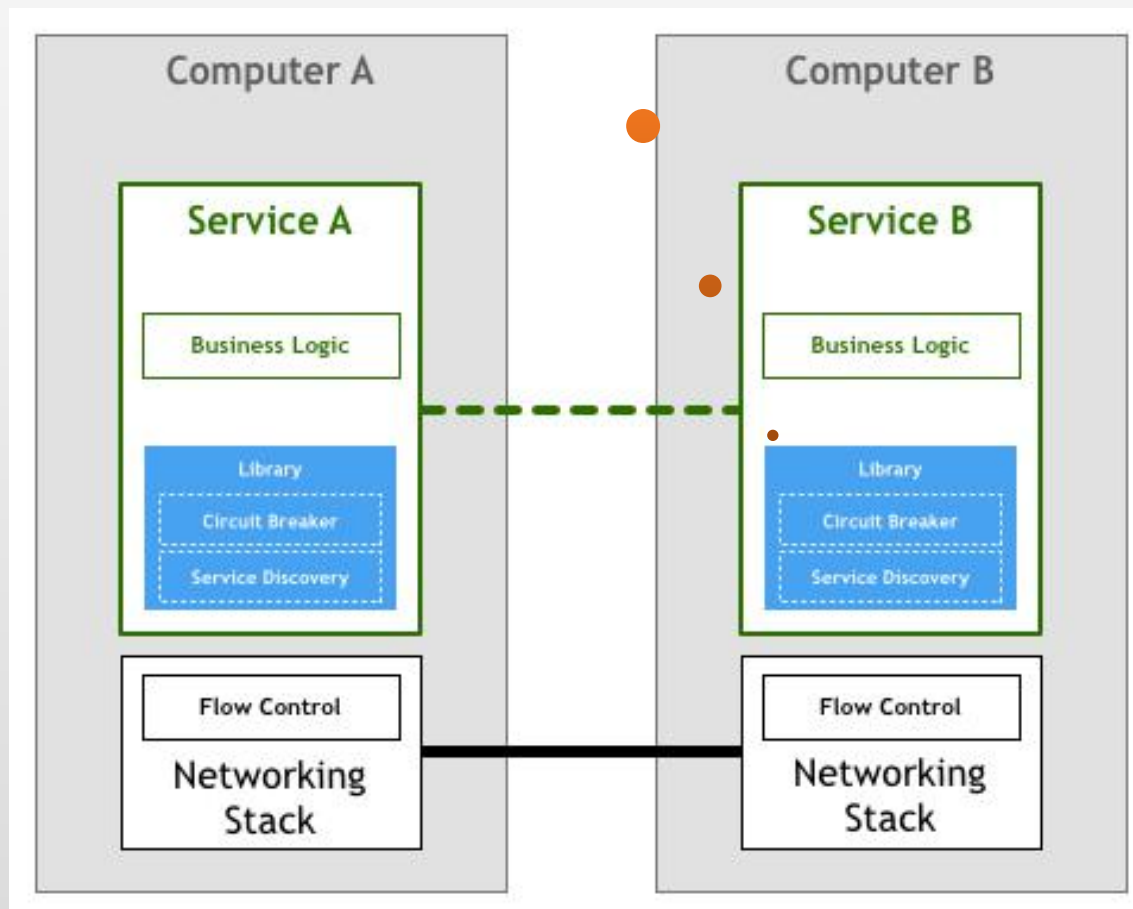 Computer A
Service A
Business Logic
Library
Circuit Breaker
Service Discovery
Flow Control
Networking
Stack
Computer B
Service B
Business Logic
Library
Circuit Breaker
Service Discovery
Flow Control
Networking
Stack